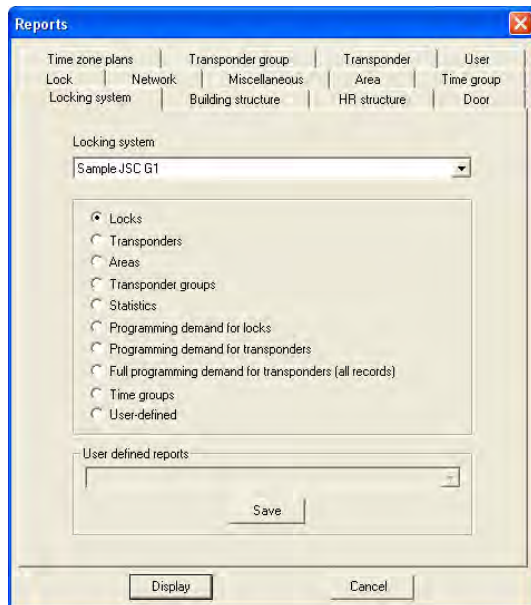 Reports
Time zone plans Transponder group Transponder User
Lock Network Miscellaneous Area Time group
Locking system Building structure HR structure Door
Locking system
Sample JSC G1
Locks
Transponders
Areas
Transponder groups
Statistics
Programming demand for locks
Programming demand for transponders
Full programming demand for transponders (all records)
Time groups
User-defined
User defined reports
Save
Display Cancel